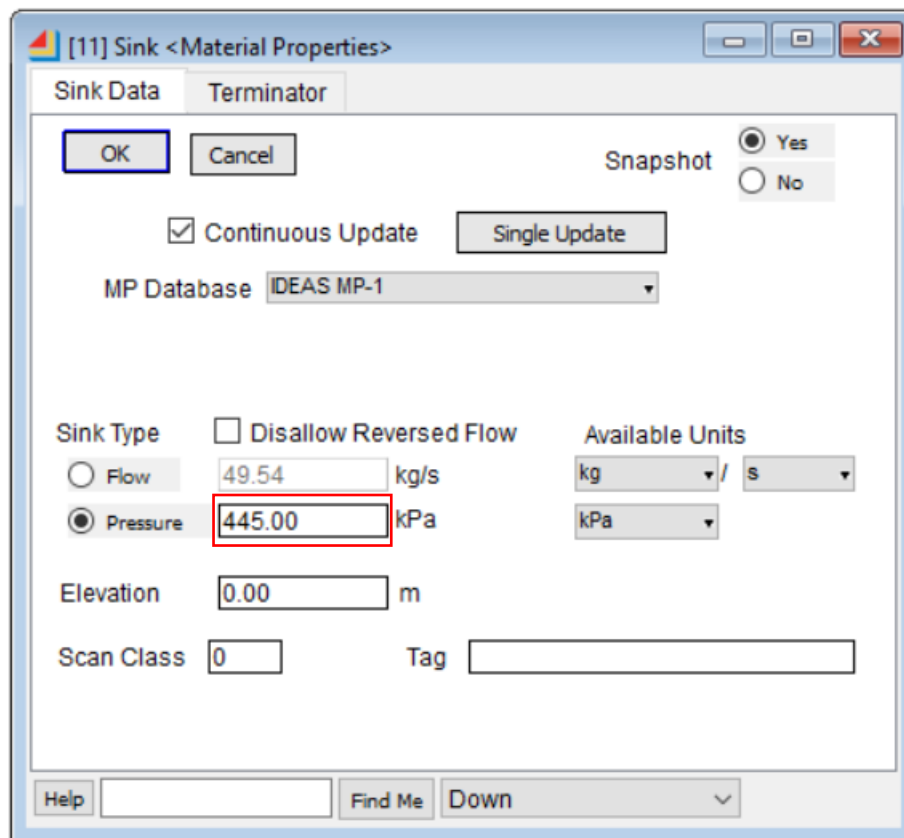 [11] Sink <Material Properties>
Sink Data Terminator
OK Cancel Snapshot Yes
No
Continuous Update Single Update
MP Database IDEAS MP-1
Sink Type Disallow Reversed Flow Available Units
Flow 49.54 kg/s kg / s
Pressure 445.00 kPa kPa
Elevation 0.00 m
Scan Class 0 Tag
Help Find Me Down